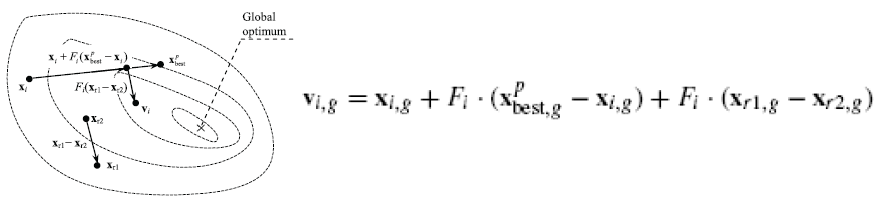 Global
optimum
x_i + F_i(x^p_best − x_i)
x^p_best
x_i
F_i(x_r1 − x_r2)
v_i
x_r2
x_r1 − x_r2
x_r1
v_{i,g} = x_{i,g} + F_i · (x^p_{best,g} − x_{i,g}) + F_i · (x_{r1,g} − x_{r2,g})